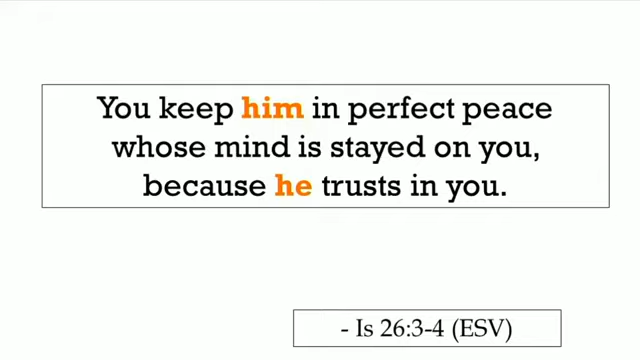 You keep him in perfect peace
whose mind is stayed on you,
because he trusts in you.
- Is 26:3-4 (ESV)